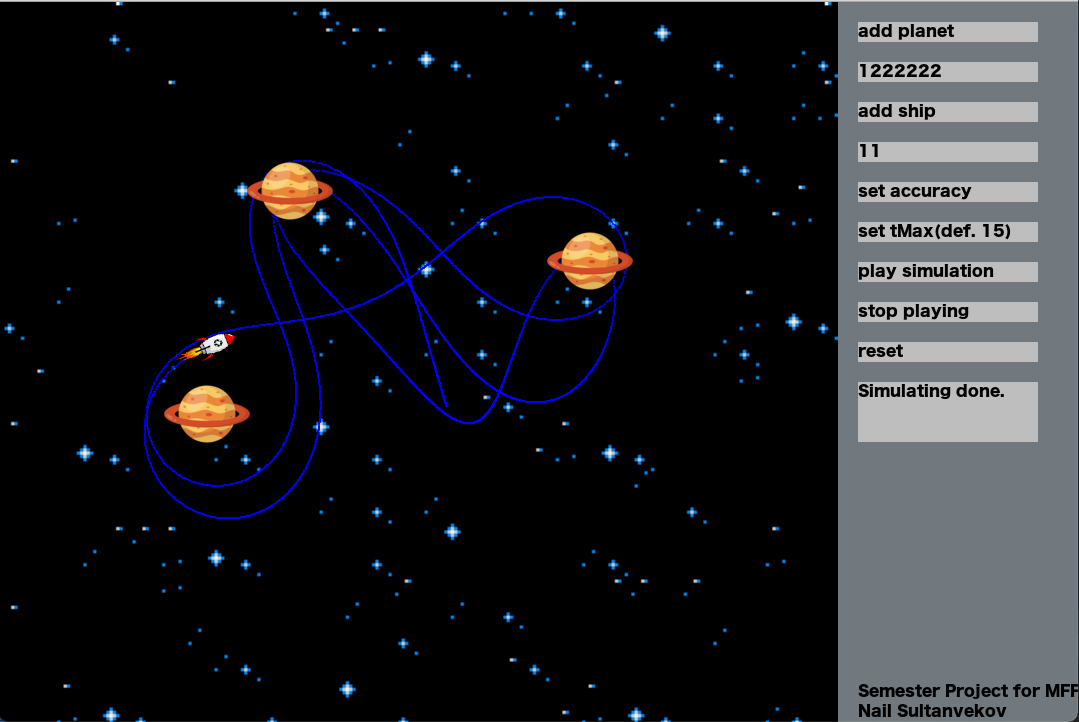 add planet
1222222
add ship
11
set accuracy
set tMax(def. 15)
play simulation
stop playing
reset
Simulating done.
Semester Project for MFF
Nail Sultanvekov